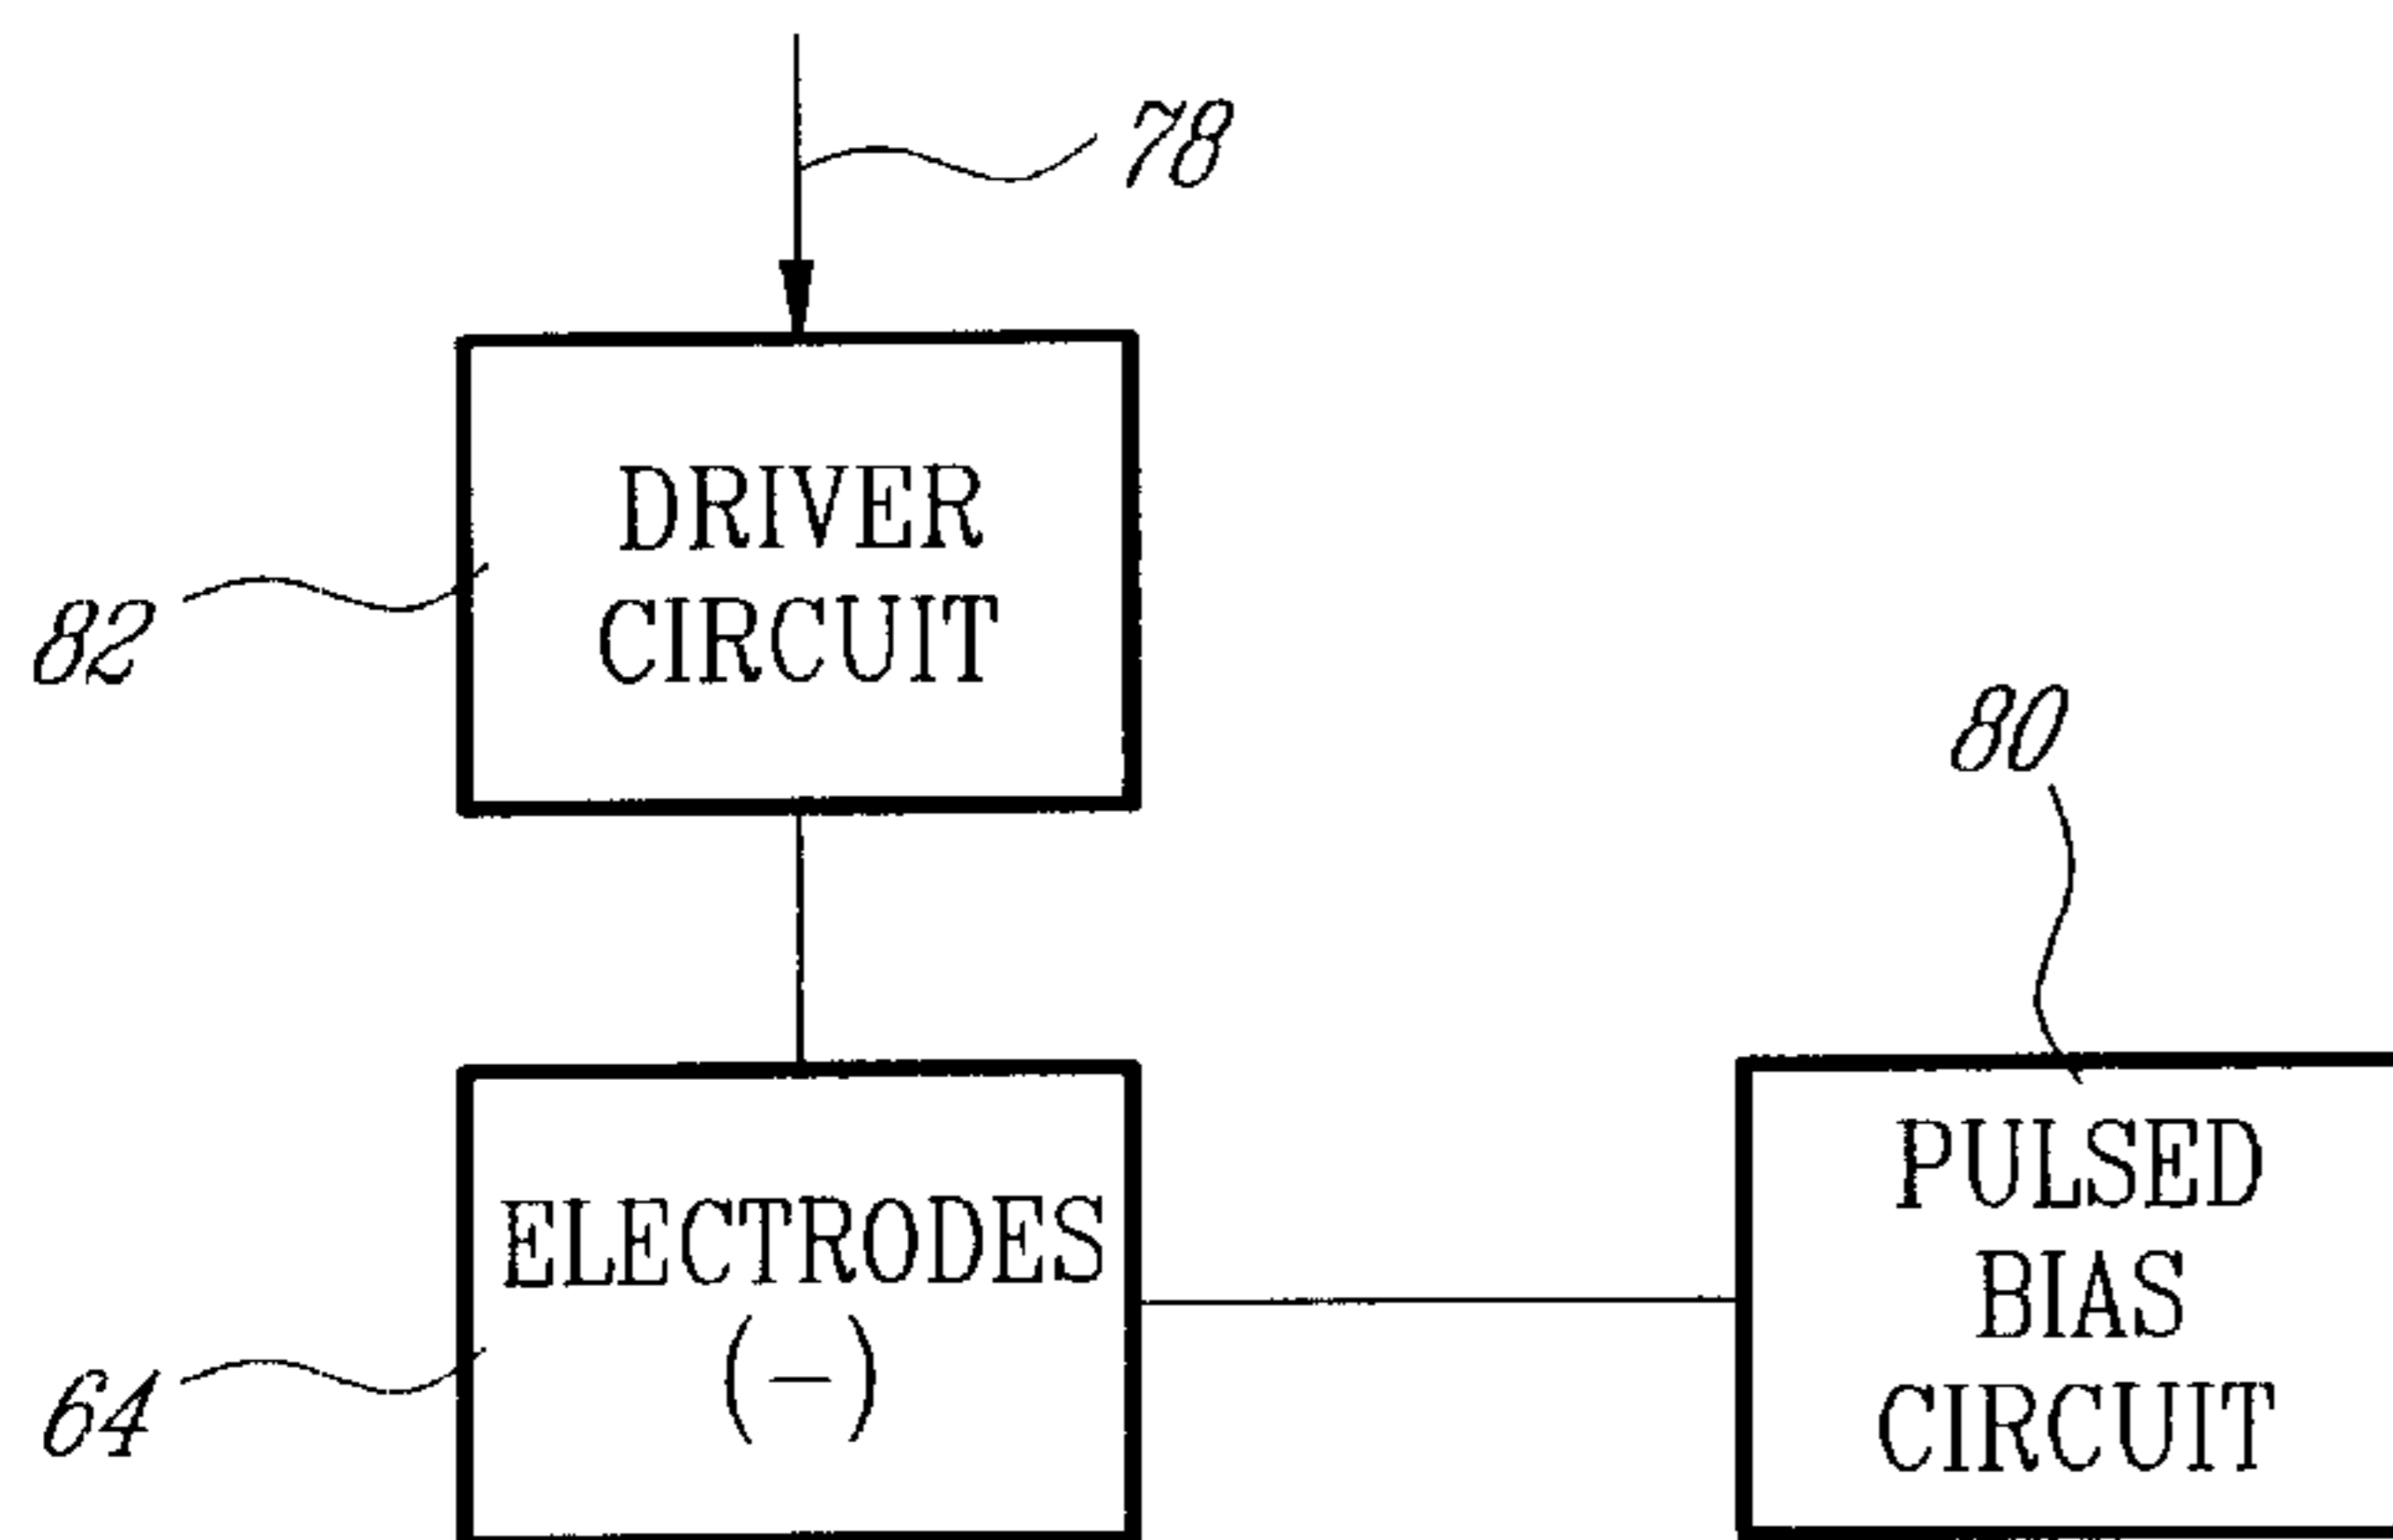 78
DRIVER
CIRCUIT
82
80
ELECTRODES
(-)
64
PULSED
BIAS
CIRCUIT